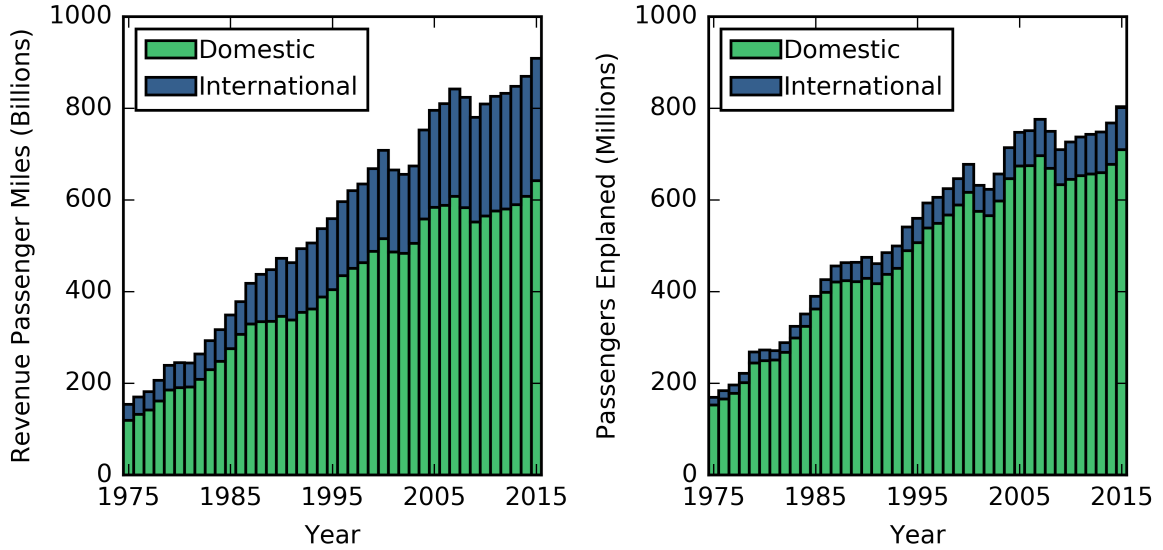 Revenue Passenger Miles (Billions)
1000
800
600
400
200
0
Domestic
International
1975 1985 1995 2005 2015
Year
Passengers Enplaned (Millions)
1000
800
600
400
200
0
Domestic
International
1975 1985 1995 2005 2015
Year